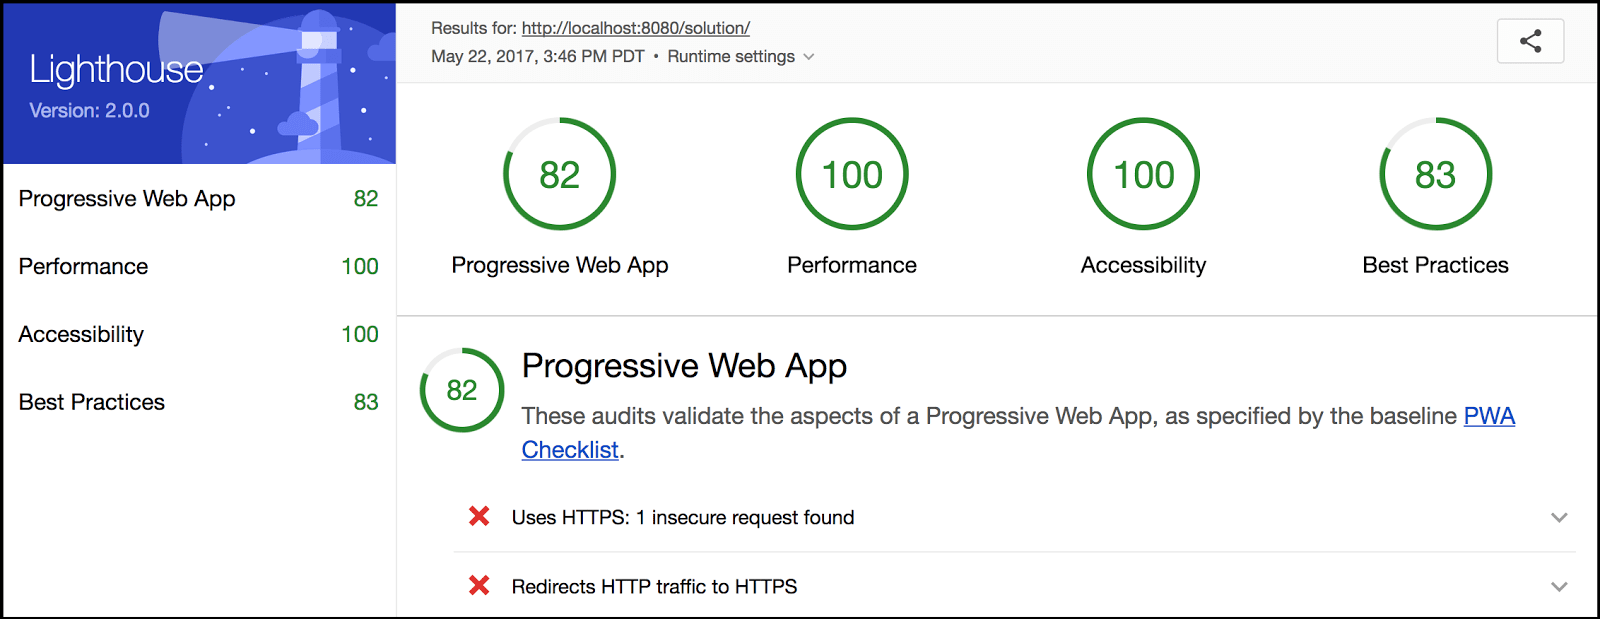 Lighthouse
Version: 2.0.0
Progressive Web App 82
Performance 100
Accessibility 100
Best Practices 83
Results for: http://localhost:8080/solution/
May 22, 2017, 3:46 PM PDT • Runtime settings
82 100 100 83
Progressive Web App Performance Accessibility Best Practices
82
Progressive Web App
These audits validate the aspects of a Progressive Web App, as specified by the baseline PWA
Checklist.
Uses HTTPS: 1 insecure request found
Redirects HTTP traffic to HTTPS